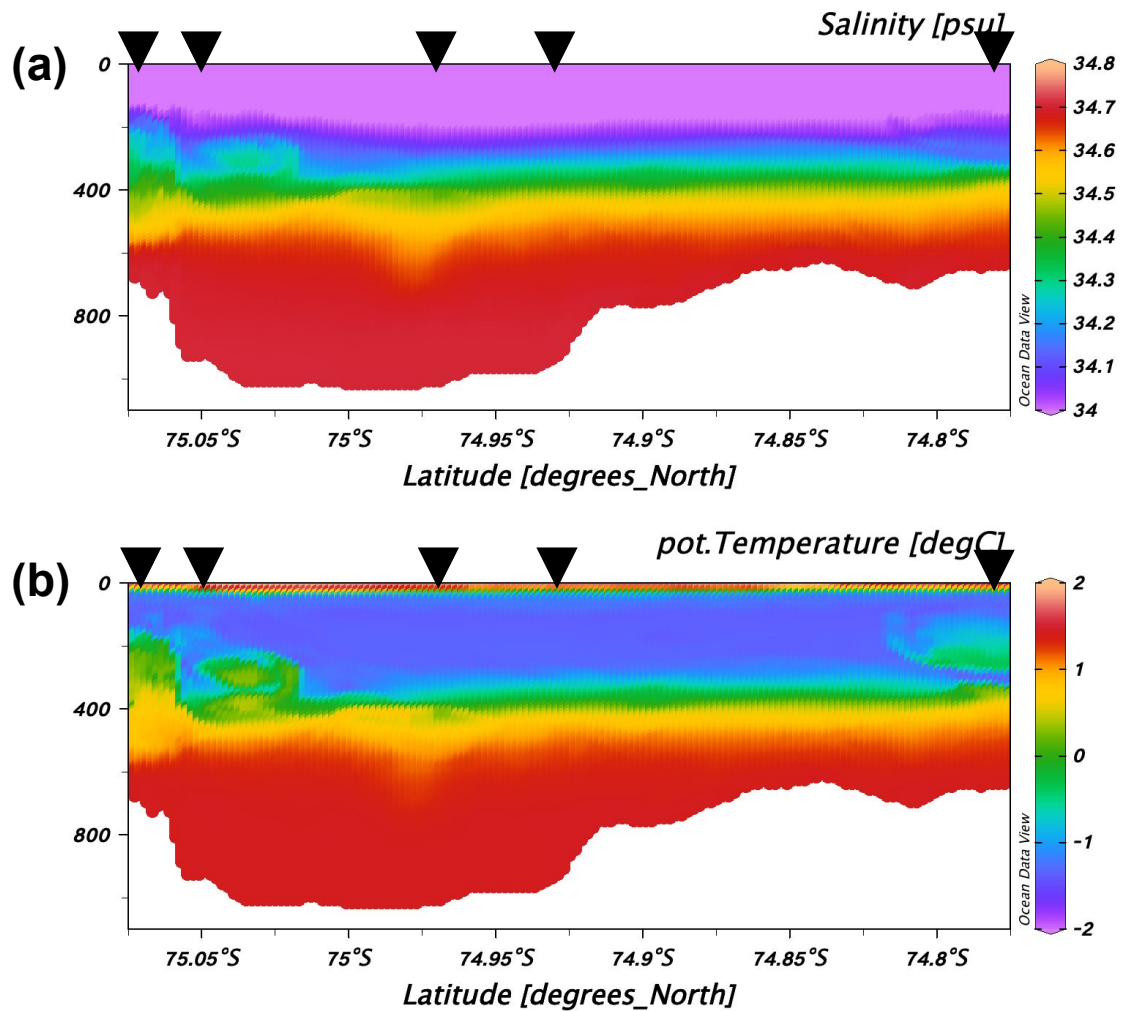 Salinity [psu]
(a)
0
400
800
34.8
34.7
34.6
34.5
34.4
34.3
34.2
34.1
34
Ocean Data View
75.05°S 75°S 74.95°S 74.9°S 74.85°S 74.8°S
Latitude [degrees_North]
pot.Temperature [degC]
(b)
0
400
800
2
1
0
-1
-2
Ocean Data View
75.05°S 75°S 74.95°S 74.9°S 74.85°S 74.8°S
Latitude [degrees_North]